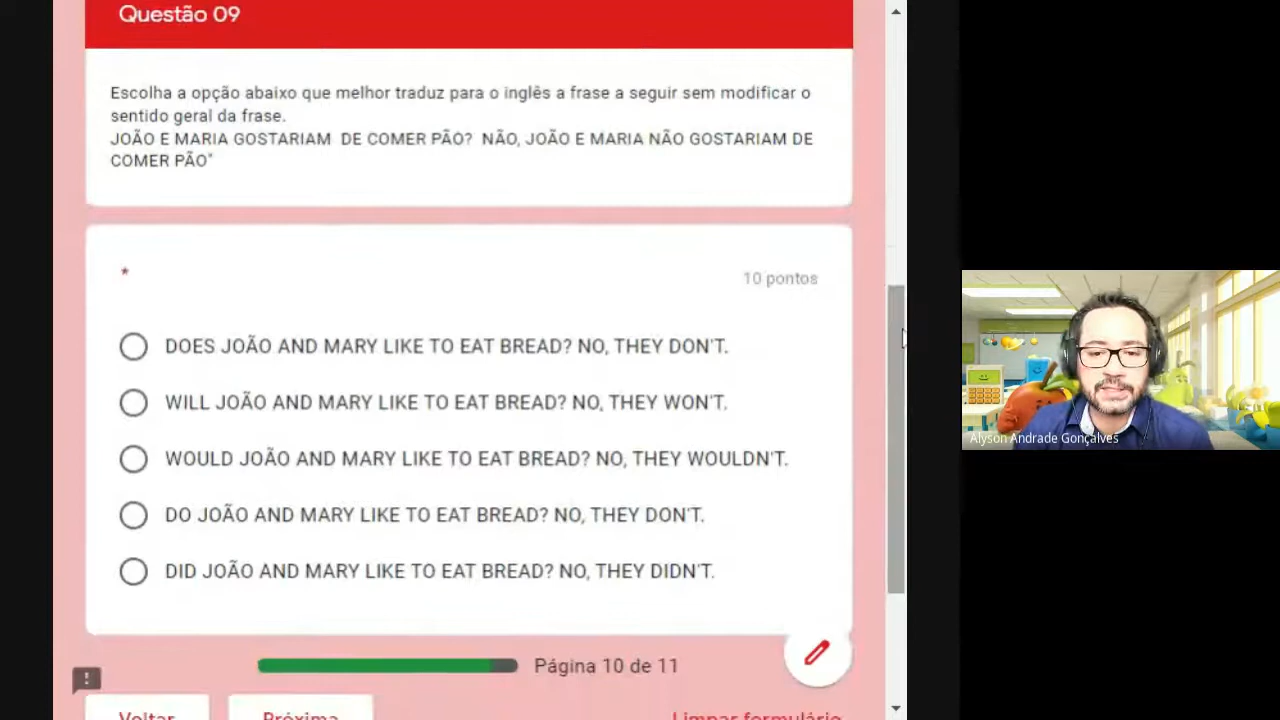 Questão 09
Escolha a opção abaixo que melhor traduz para o inglês a frase a seguir sem modificar o
sentido geral da frase.
JOÃO E MARIA GOSTARIAM  DE COMER PÃO?  NÃO, JOÃO E MARIA NÃO GOSTARIAM DE
COMER PÃO"
*
10 pontos
DOES JOÃO AND MARY LIKE TO EAT BREAD? NO, THEY DON'T.
WILL JOÃO AND MARY LIKE TO EAT BREAD? NO, THEY WON'T.
WOULD JOÃO AND MARY LIKE TO EAT BREAD? NO, THEY WOULDN'T.
DO JOÃO AND MARY LIKE TO EAT BREAD? NO, THEY DON'T.
DID JOÃO AND MARY LIKE TO EAT BREAD? NO, THEY DIDN'T.
Página 10 de 11
Voltar
Próxima
Limpar formulário
Alyson Andrade Gonçalves